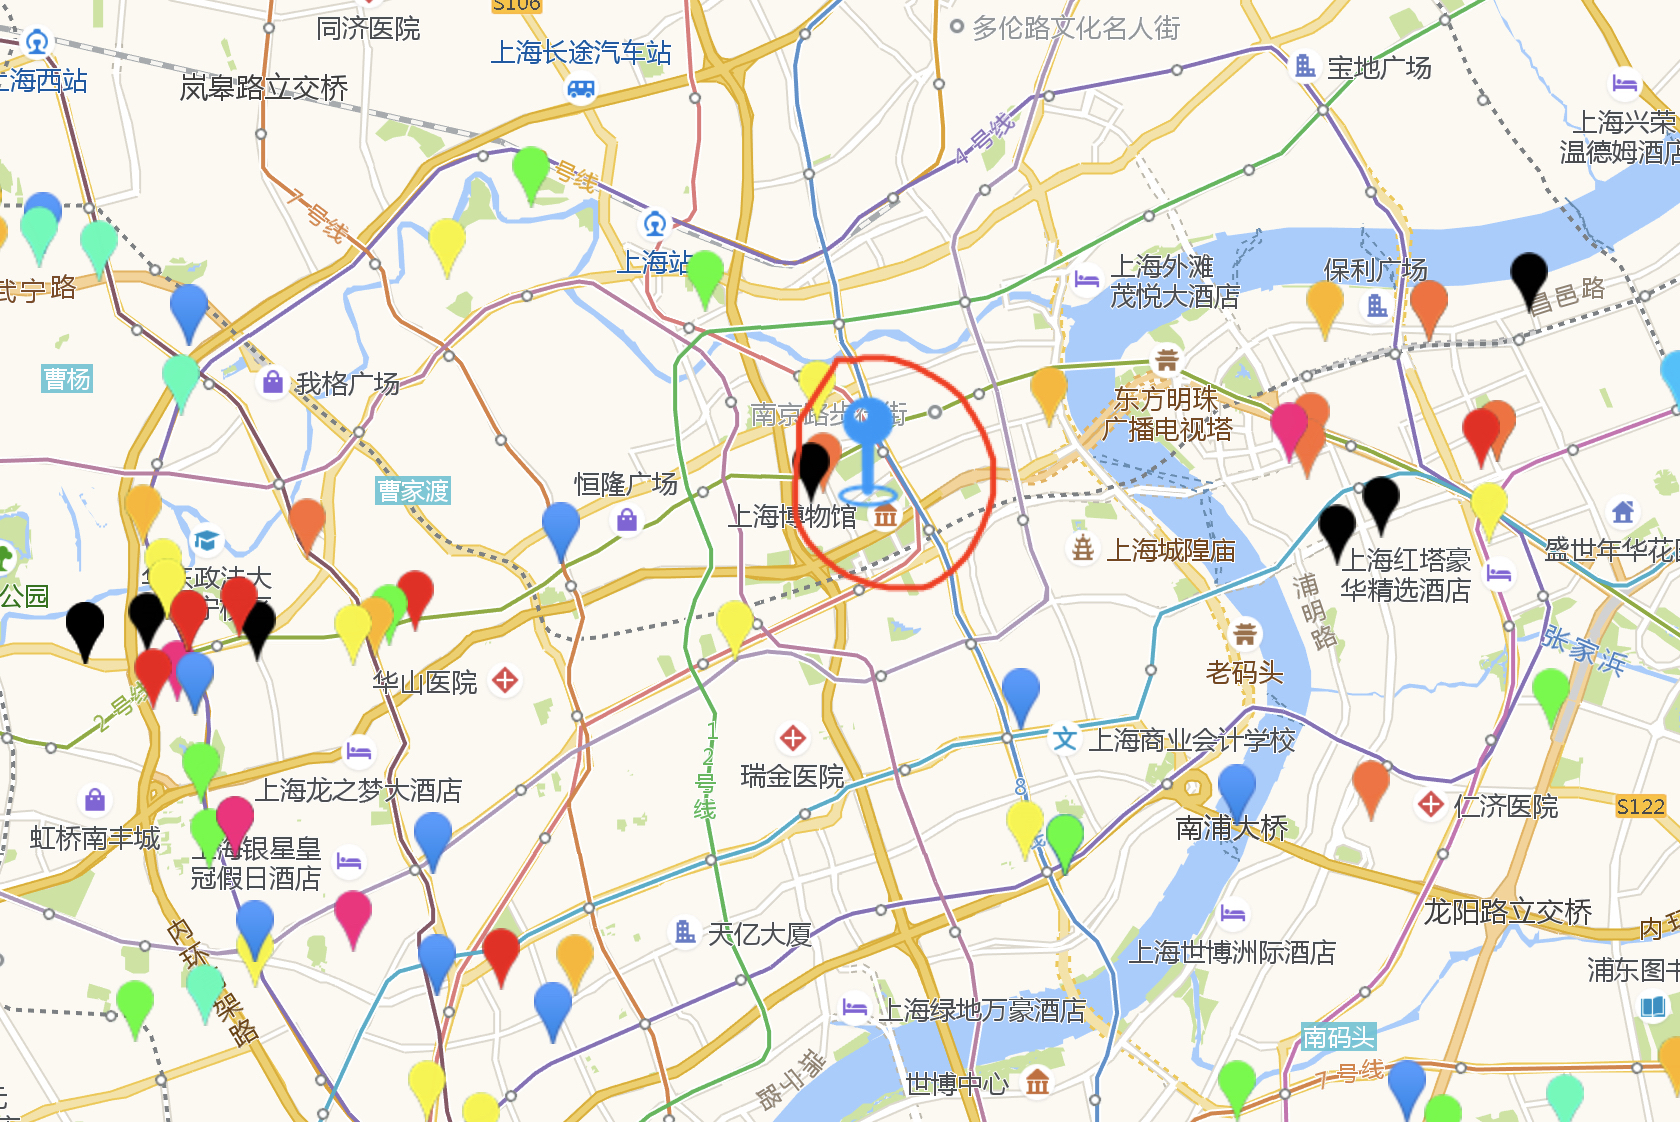 S106
同济医院
多伦路文化名人街
上海长途汽车站
宝地广场
上海西站
岚皋路立交桥
上海兴荣
温德姆酒店
4号线
号线
7号线
上海站
上海外滩
茂悦大酒店
保利广场
昌邑路
武宁路
曹杨
我格广场
南京路步行街
东方明珠
广播电视塔
恒隆广场
曹家渡
上海博物馆
上海城隍庙
上海红塔豪
华精选酒店
盛世年华花园
华东政法大
公园
浦明路
张家浜
华山医院
老码头
2号线
12号线
上海商业会计学校
瑞金医院
上海龙之梦大酒店
8
仁济医院
S122
虹桥南丰城
上海银星皇
冠假日酒店
南浦大桥
龙阳路立交桥
内环
内环高架路
天亿大厦
上海世博洲际酒店
浦东图书
上海绿地万豪酒店
南码头
世博中心
7号线
瑞宁路